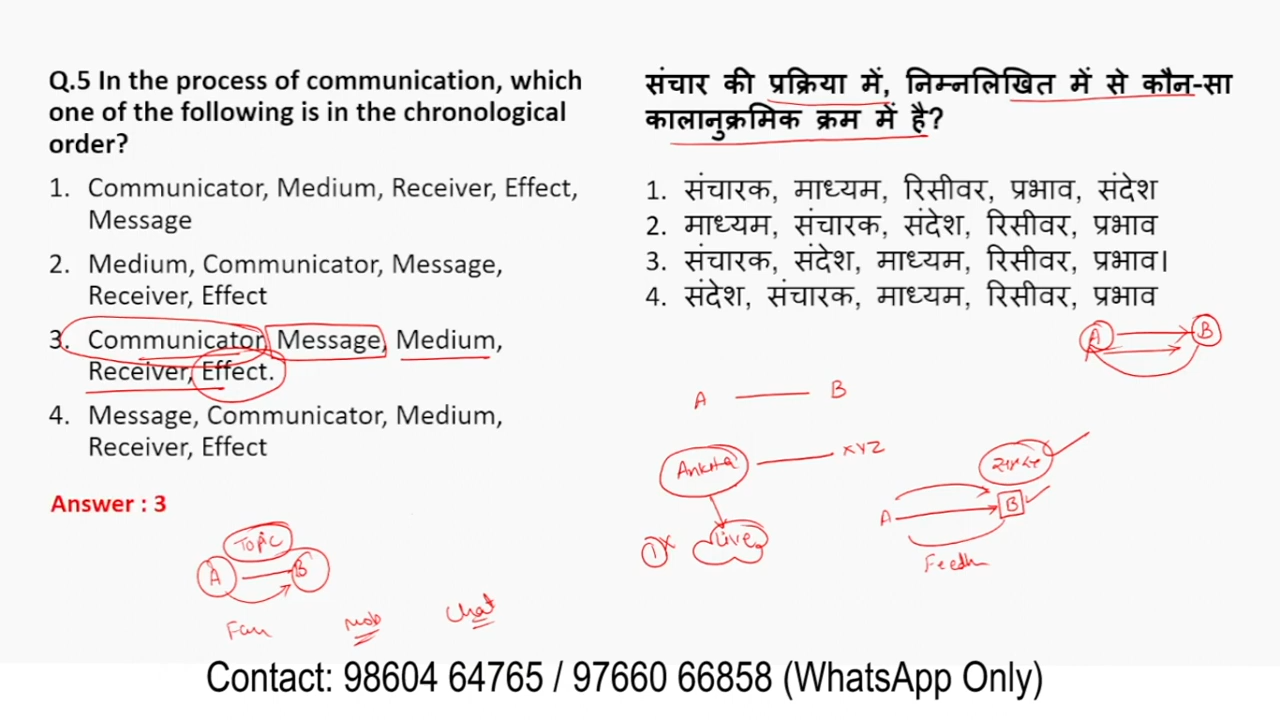 Q.5 In the process of communication, which
one of the following is in the chronological
order?
1. Communicator, Medium, Receiver, Effect,
Message
2. Medium, Communicator, Message,
Receiver, Effect
3. Communicator, Message, Medium,
Receiver, Effect.
4. Message, Communicator, Medium,
Receiver, Effect
Answer : 3
Topic
A B
Fan
Mob
Chat
संचार की प्रक्रिया में, निम्नलिखित में से कौन-सा
कालानुक्रमिक क्रम में है?
1. संचारक, माध्यम, रिसीवर, प्रभाव, संदेश
2. माध्यम, संचारक, संदेश, रिसीवर, प्रभाव
3. संचारक, संदेश, माध्यम, रिसीवर, प्रभाव।
4. संदेश, संचारक, माध्यम, रिसीवर, प्रभाव
A B
A B
Ankita XYZ
1 Live
A B
Contact: 98604 64765 / 97660 66858 (WhatsApp Only)